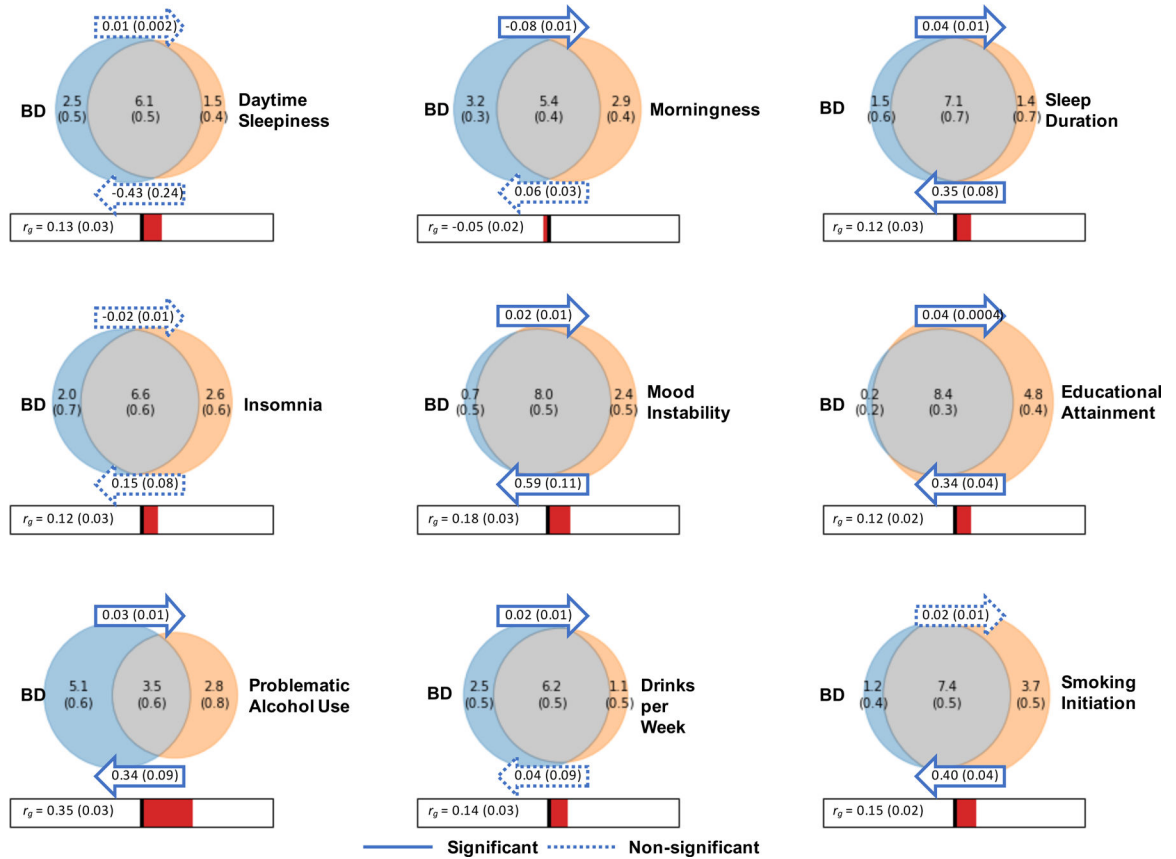 0.01 (0.002)
BD
2.5
(0.5)
6.1
(0.5)
1.5
(0.4)
Daytime
Sleepiness
-0.43 (0.24)
rg = 0.13 (0.03)
-0.08 (0.01)
BD
3.2
(0.3)
5.4
(0.4)
2.9
(0.4)
Morningness
0.06 (0.03)
rg = -0.05 (0.02)
0.04 (0.01)
BD
1.5
(0.6)
7.1
(0.7)
1.4
(0.7)
Sleep
Duration
0.35 (0.08)
rg = 0.12 (0.03)
-0.02 (0.01)
BD
2.0
(0.7)
6.6
(0.6)
2.6
(0.6)
Insomnia
0.15 (0.08)
rg = 0.12 (0.03)
0.02 (0.01)
BD
0.7
(0.5)
8.0
(0.5)
2.4
(0.5)
Mood
Instability
0.59 (0.11)
rg = 0.18 (0.03)
0.04 (0.0004)
BD
0.2
(0.2)
8.4
(0.3)
4.8
(0.4)
Educational
Attainment
0.34 (0.04)
rg = 0.12 (0.02)
0.03 (0.01)
BD
5.1
(0.6)
3.5
(0.6)
2.8
(0.8)
Problematic
Alcohol Use
0.34 (0.09)
rg = 0.35 (0.03)
0.02 (0.01)
BD
2.5
(0.5)
6.2
(0.5)
1.1
(0.5)
Drinks
per
Week
0.04 (0.09)
rg = 0.14 (0.03)
0.02 (0.01)
BD
1.2
(0.4)
7.4
(0.5)
3.7
(0.5)
Smoking
Initiation
0.40 (0.04)
rg = 0.15 (0.02)
Significant
Non-significant